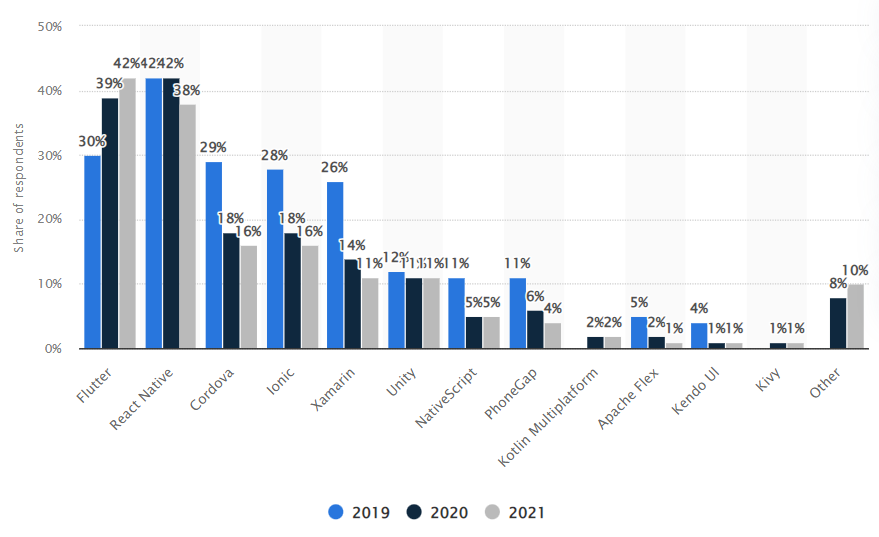 50%
40%
30%
20%
10%
0%
Share of respondents
30% 39% 42%
42% 42% 38%
29% 18% 16%
28% 18% 16%
26% 14% 11%
12% 11% 11%
11% 5% 5%
11% 6% 4%
2% 2%
5% 2% 1%
4% 1% 1%
1% 1%
8% 10%
Flutter
React Native
Cordova
Ionic
Xamarin
Unity
NativeScript
PhoneGap
Kotlin Multiplatform
Apache Flex
Kendo UI
Kivy
Other
2019 2020 2021